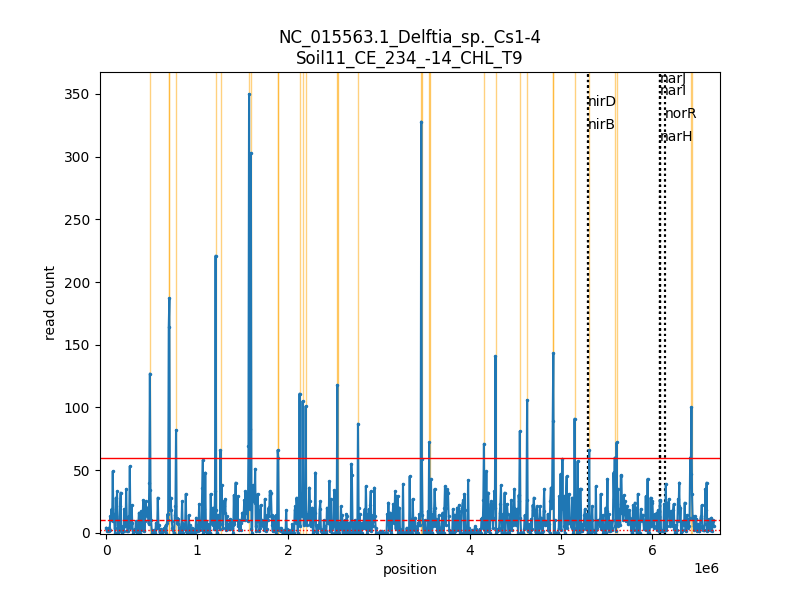 NC_015563.1_Delftia_sp._Cs1-4
Soil11_CE_234_-14_CHL_T9
narJ
narI
nirD
norR
nirB
narH
350
300
250
200
150
100
50
0
read count
0 1 2 3 4 5 6
1e6
position